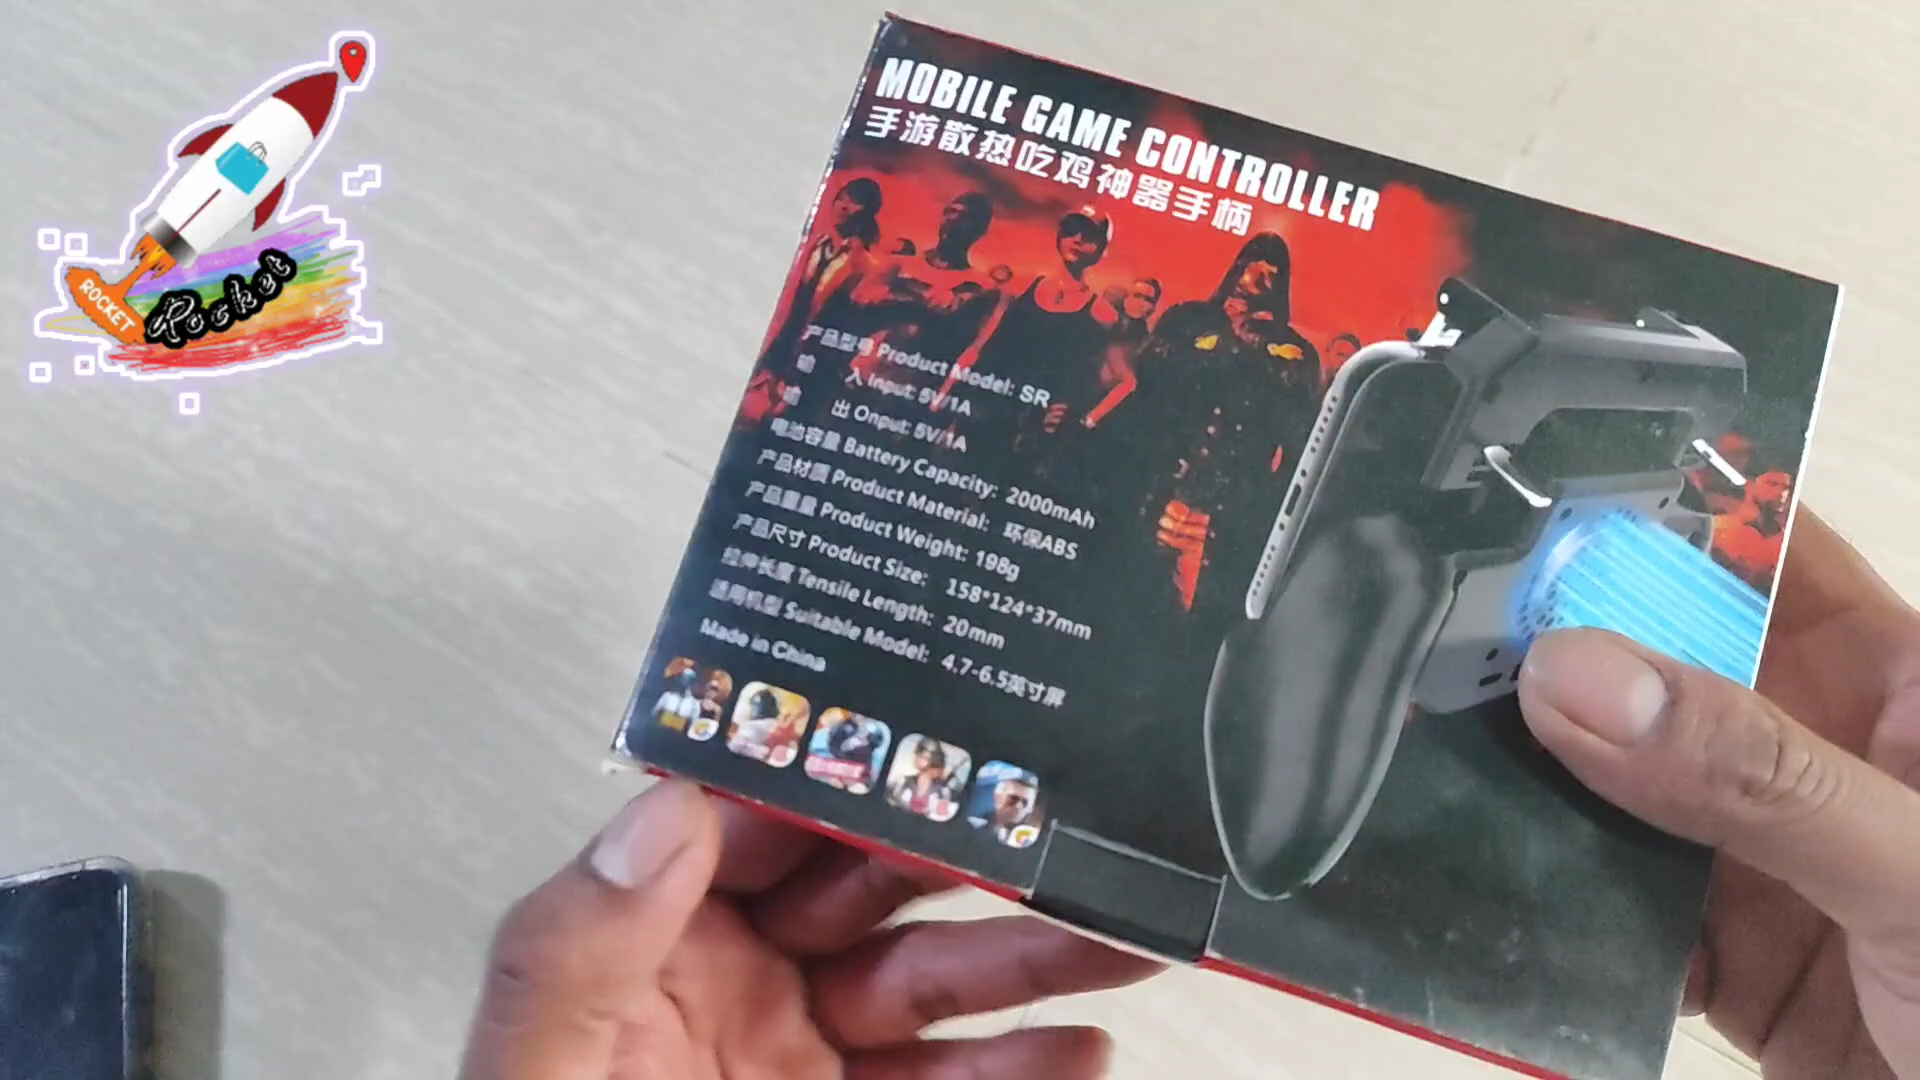 MOBILE GAME CONTROLLER
手游散热吃鸡神器手柄
产品型号 Product Model: SR
输 入 Input: 5V/1A
输 出 Onput: 5V/1A
电池容量 Battery Capacity: 2000mAh
产品材质 Product Material: 环保ABS
产品重量 Product Weight: 198g
产品尺寸 Product Size: 158*124*37mm
拉伸长度 Tensile Length: 20mm
适用机型 Suitable Model: 4.7-6.5英寸屏
Made in China
ROCKET
Pocket